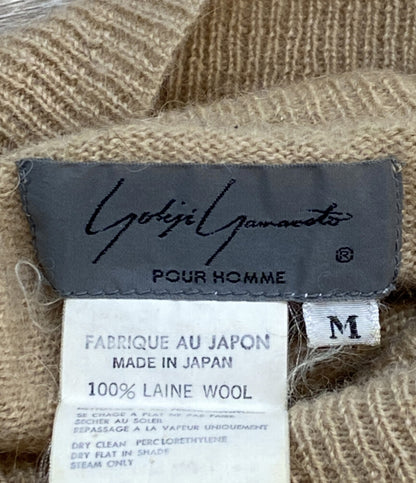 Yohji Yamamoto
®
POUR HOMME
M
FABRIQUE AU JAPON
MADE IN JAPAN
100% LAINE WOOL
SECHER AU SOLEIL
REPASSAGE A LA VAPEUR UNIQUEMENT
DRY CLEAN PERCLORETHYLENE
DRY FLAT IN SHADE
STEAM ONLY